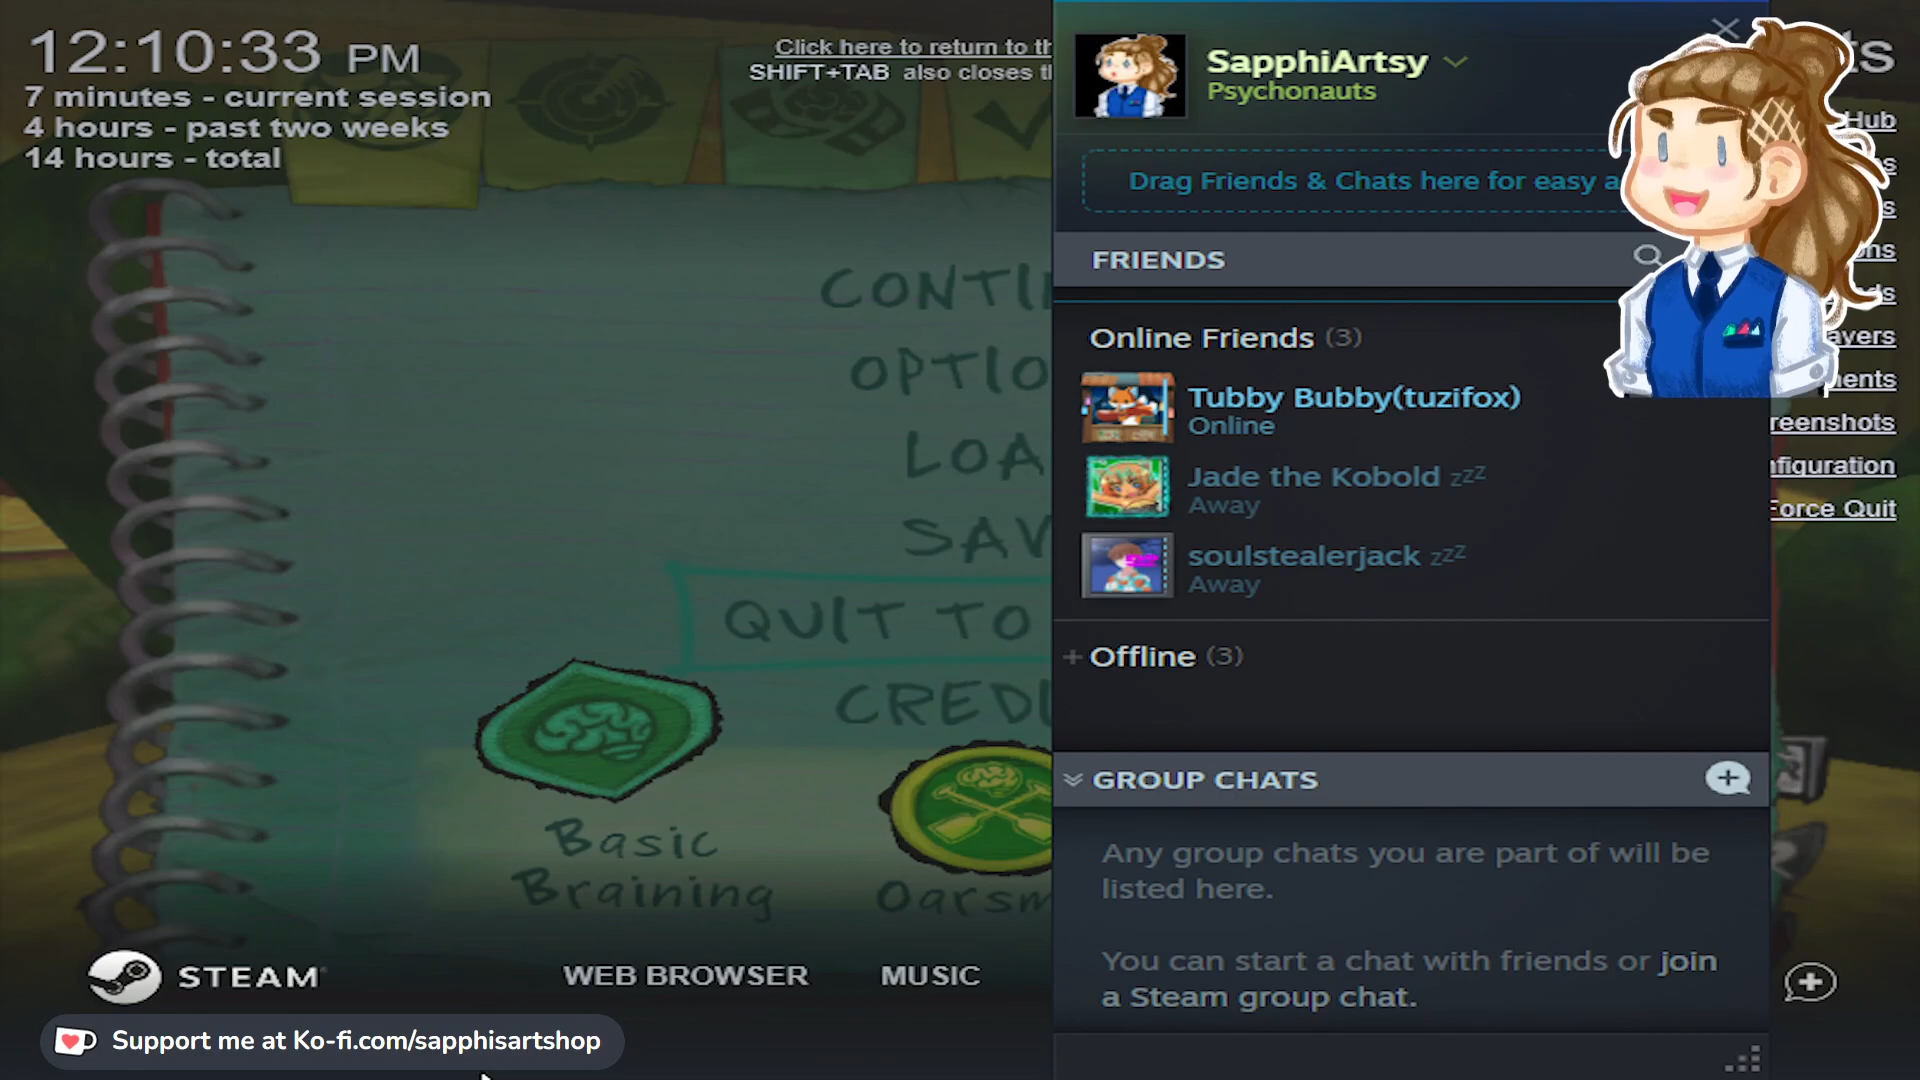 12:10:33 PM
7 minutes - current session
4 hours - past two weeks
14 hours - total
Click here to return to th
SHIFT+TAB also closes t
CONTI
OPTIO
LOA
SAV
QUIT TO
CREDI
Basic
Braining
Oarsm
STEAM
WEB BROWSER
MUSIC
Support me at Ko-fi.com/sapphisartshop
SapphiArtsy
Psychonauts
Drag Friends & Chats here for easy a
FRIENDS
Online Friends (3)
Tubby Bubby(tuzifox)
Online
Jade the Kobold zzz
Away
soulstealerjack zzz
Away
+ Offline (3)
GROUP CHATS
Any group chats you are part of will be
listed here.
You can start a chat with friends or join
a Steam group chat.
ts
Hub
s
s
ons
ds
avers
ents
reenshots
nfiguration
Force Quit